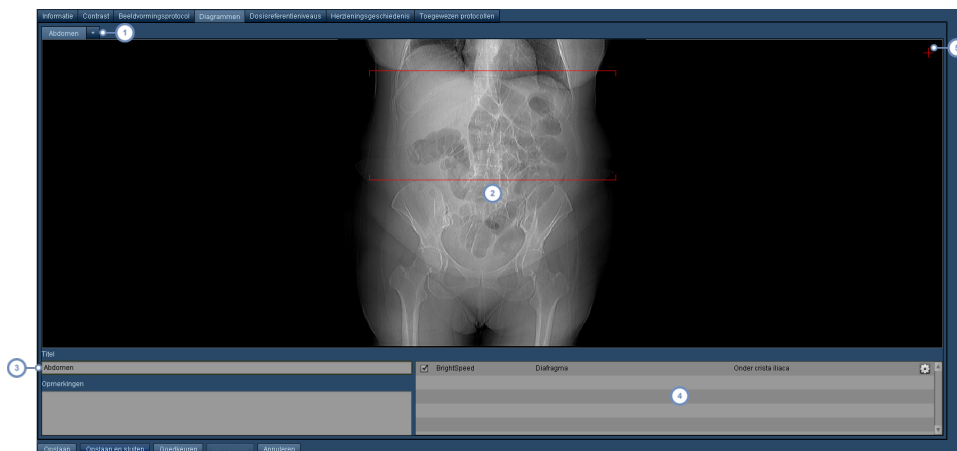 Informatie Contrast Beeldvormingsprotocol Diagrammen Dosisreferentieniveaus Herzieningsgeschiedenis Toegewezen protocollen
Abdomen
1
5
2
Titel
3
Abdomen
BrightSpeed Diafragma Onder crista iliaca
Opmerkingen
4
Opslaan Opslaan en sluiten Goedkeuren Annuleren